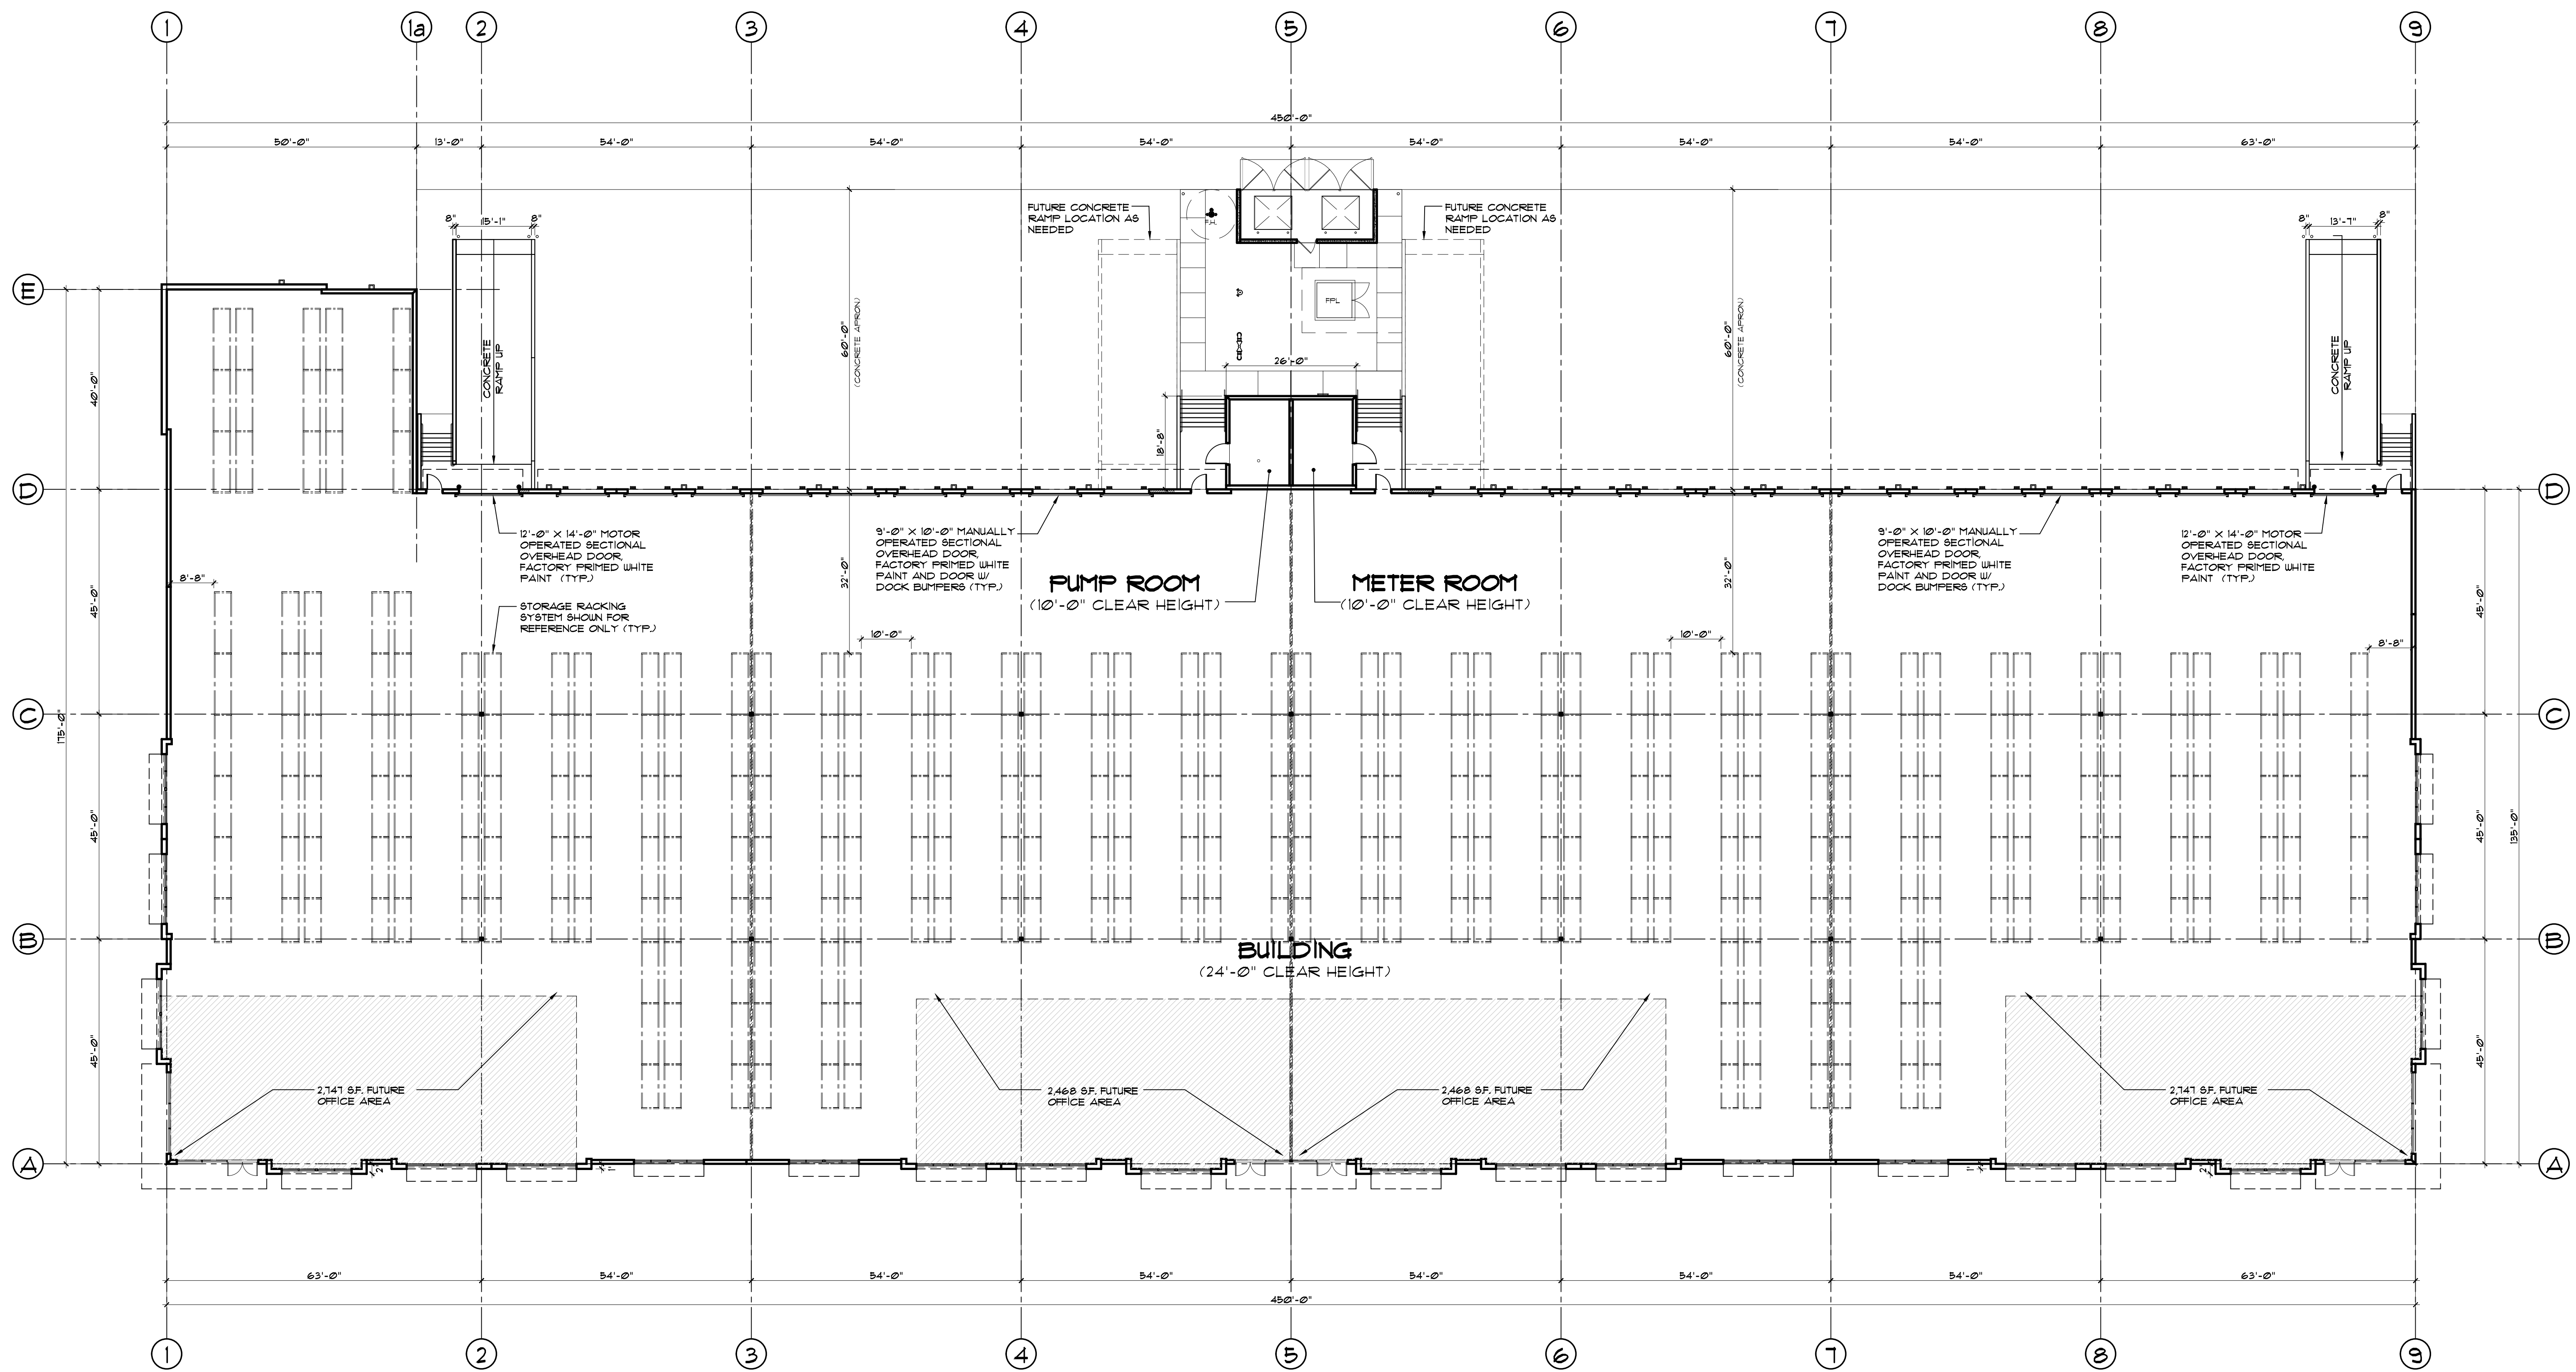 1 1a 2 3 4 5 6 7 8 9
450'-0"
50'-0" 13'-0" 54'-0" 54'-0" 54'-0" 54'-0" 54'-0" 54'-0" 63'-0"
8" 15'-1" 8"
FUTURE CONCRETE
RAMP LOCATION AS
NEEDED
F.H.
FUTURE CONCRETE
RAMP LOCATION AS
NEEDED
8" 13'-7" 8"
E
FPL
CONCRETE
RAMP UP
60'-0"
(CONCRETE APRON)
26'-0"
60'-0"
(CONCRETE APRON)
CONCRETE
RAMP UP
40'-0"
18'-8"
D D
12'-0" X 14'-0" MOTOR
OPERATED SECTIONAL
OVERHEAD DOOR,
FACTORY PRIMED WHITE
PAINT (TYP.)
9'-0" X 10'-0" MANUALLY
OPERATED SECTIONAL
OVERHEAD DOOR,
FACTORY PRIMED WHITE
PAINT AND DOOR W/
DOCK BUMPERS (TYP.)
9'-0" X 10'-0" MANUALLY
OPERATED SECTIONAL
OVERHEAD DOOR,
FACTORY PRIMED WHITE
PAINT AND DOOR W/
DOCK BUMPERS (TYP.)
12'-0" X 14'-0" MOTOR
OPERATED SECTIONAL
OVERHEAD DOOR,
FACTORY PRIMED WHITE
PAINT (TYP.)
8'-8"
32'-0"
PUMP ROOM
(10'-0" CLEAR HEIGHT)
METER ROOM
(10'-0" CLEAR HEIGHT)
32'-0"
45'-0" 45'-0"
STORAGE RACKING
SYSTEM SHOWN FOR
REFERENCE ONLY (TYP.)
10'-0" 10'-0" 8'-8"
C C
175'-0"
45'-0" 45'-0" 135'-0"
B B
BUILDING
(24'-0" CLEAR HEIGHT)
45'-0" 45'-0"
2,747 S.F. FUTURE
OFFICE AREA
2,468 S.F. FUTURE
OFFICE AREA
2,468 S.F. FUTURE
OFFICE AREA
2,747 S.F. FUTURE
OFFICE AREA
A 2' 1' 1' 2' A
63'-0" 54'-0" 54'-0" 54'-0" 54'-0" 54'-0" 54'-0" 63'-0"
450'-0"
1 2 3 4 5 6 7 8 9